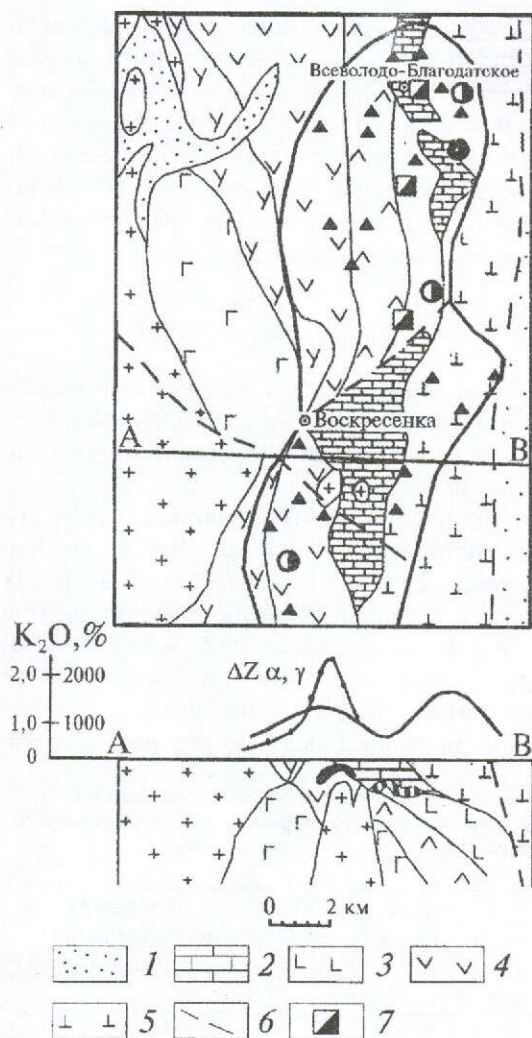 Всеволодо-Благодатское
Воскресенка
А В
K₂O, %
ΔZ α, γ
2,0 2000
1,0 1000
0
А В
0 2 км
1 2 3 4
5 6 7